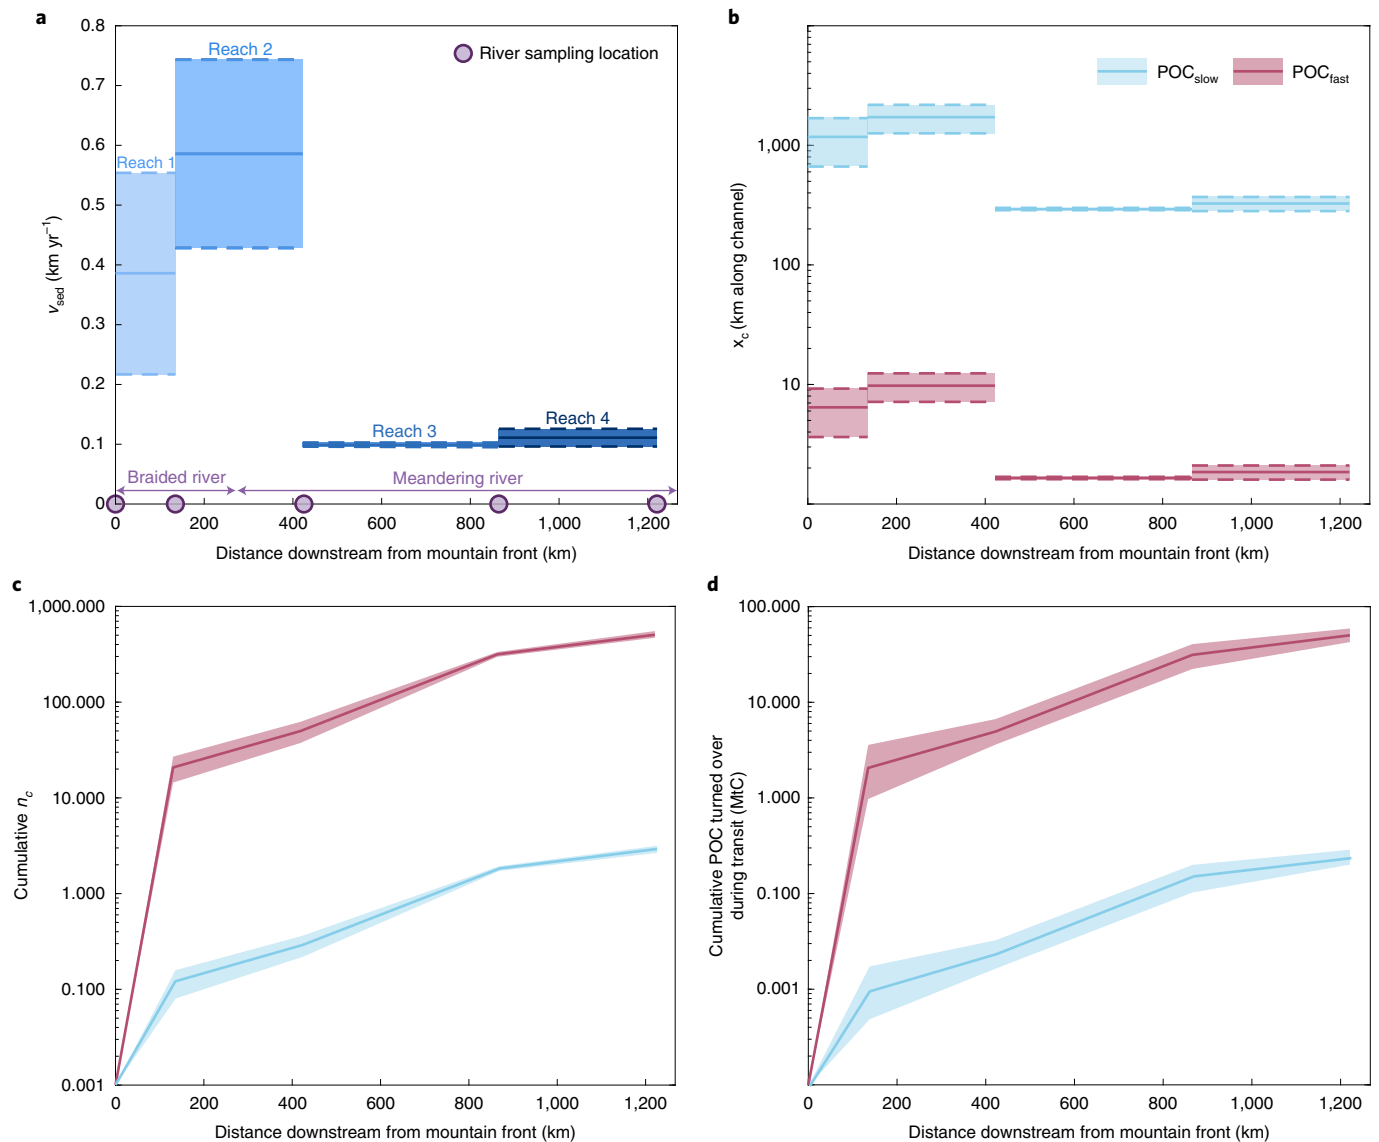 a
0.8
0.7
0.6
0.5
0.4
0.3
0.2
0.1
0
v_sed (km yr⁻¹)
Reach 1
Reach 2
Reach 3
Reach 4
River sampling location
Braided river
Meandering river
0 200 400 600 800 1,000 1,200
Distance downstream from mountain front (km)
b
1,000
100
10
x_c (km along channel)
POC_slow
POC_fast
0 200 400 600 800 1,000 1,200
Distance downstream from mountain front (km)
c
1,000.000
100.000
10.000
1.000
0.100
0.001
Cumulative n_c
0 200 400 600 800 1,000 1,200
Distance downstream from mountain front (km)
d
100.000
10.000
1.000
0.100
0.001
Cumulative POC turned over
during transit (MtC)
0 200 400 600 800 1,000 1,200
Distance downstream from mountain front (km)